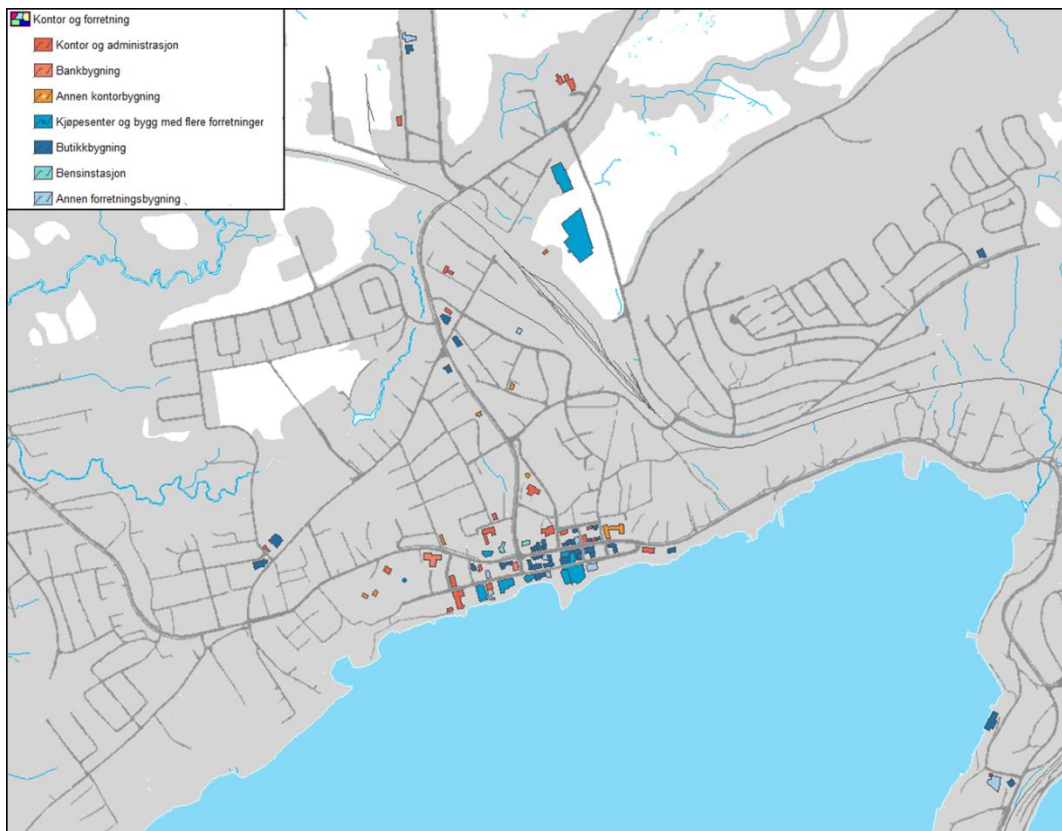 Kontor og forretning
Kontor og administrasjon
Bankbygning
Annen kontorbygning
Kjøpesenter og bygg med flere forretninger
Butikkbygning
Bensinstasjon
Annen forretningsbygning